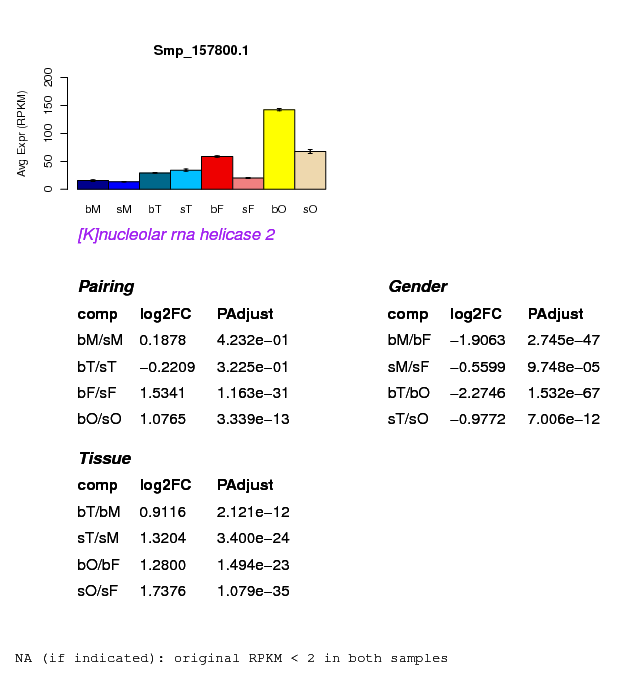 Smp_157800.1
Avg Expr (RPKM)
200
150
100
50
0
bM sM bT sT bF sF bO sO
[K]nucleolar rna helicase 2
Pairing
comp log2FC PAdjust
bM/sM 0.1878 4.232e−01
bT/sT −0.2209 3.225e−01
bF/sF 1.5341 1.163e−31
bO/sO 1.0765 3.339e−13
Gender
comp log2FC PAdjust
bM/bF −1.9063 2.745e−47
sM/sF −0.5599 9.748e−05
bT/bO −2.2746 1.532e−67
sT/sO −0.9772 7.006e−12
Tissue
comp log2FC PAdjust
bT/bM 0.9116 2.121e−12
sT/sM 1.3204 3.400e−24
bO/bF 1.2800 1.494e−23
sO/sF 1.7376 1.079e−35
NA (if indicated): original RPKM < 2 in both samples